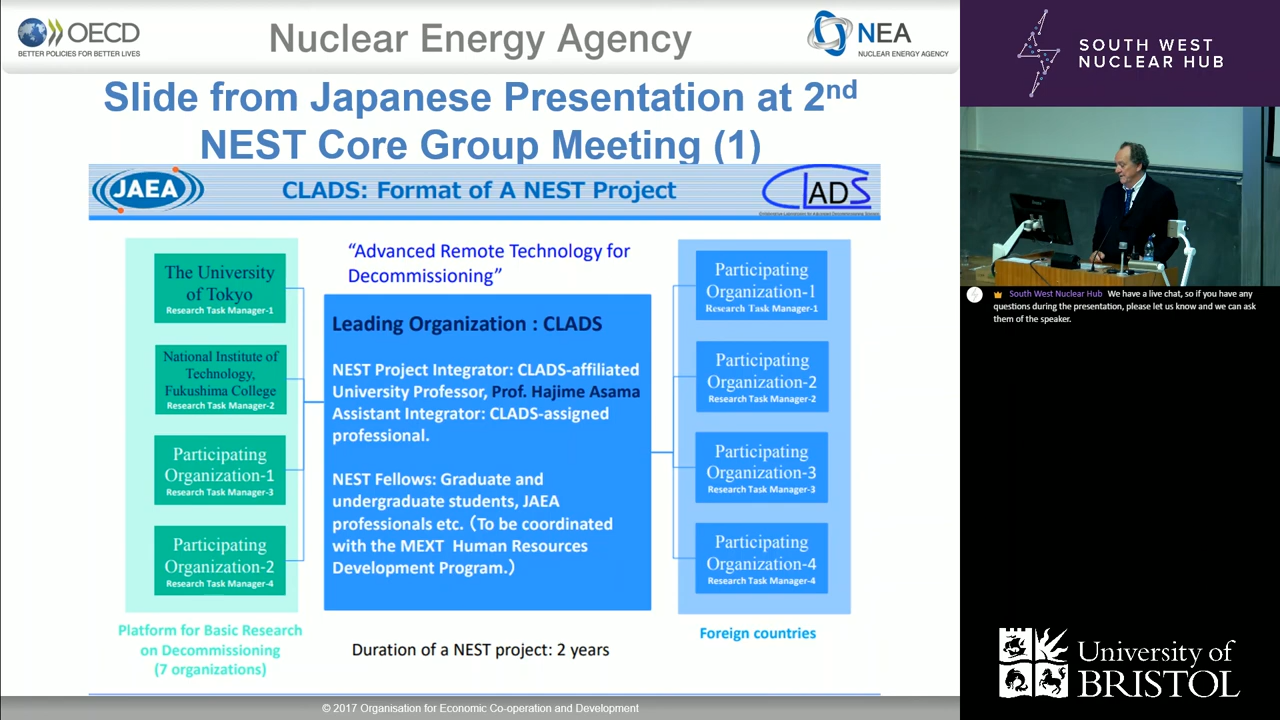 OECD
BETTER POLICIES FOR BETTER LIVES
Nuclear Energy Agency
NEA
NUCLEAR ENERGY AGENCY
Slide from Japanese Presentation at 2nd
NEST Core Group Meeting (1)
JAEA
CLADS: Format of A NEST Project
CLADS
The University
of Tokyo
Research Task Manager-1
National Institute of
Technology,
Fukushima College
Research Task Manager-2
Participating
Organization-1
Research Task Manager-3
Participating
Organization-2
Research Task Manager-4
Platform for Basic Research
on Decommissioning
(7 organizations)
“Advanced Remote Technology for
Decommissioning”
Leading Organization : CLADS
NEST Project Integrator: CLADS-affiliated
University Professor, Prof. Hajime Asama
Assistant Integrator: CLADS-assigned
professional.
NEST Fellows: Graduate and
undergraduate students, JAEA
professionals etc. (To be coordinated
with the MEXT Human Resources
Development Program.)
Duration of a NEST project: 2 years
Participating
Organization-1
Research Task Manager-1
Participating
Organization-2
Research Task Manager-2
Participating
Organization-3
Research Task Manager-3
Participating
Organization-4
Research Task Manager-4
Foreign countries
© 2017 Organisation for Economic Co-operation and Development
SOUTH WEST
NUCLEAR HUB
South West Nuclear Hub We have a live chat, so if you have any
questions during the presentation, please let us know and we can ask
them of the speaker.
University of
BRISTOL